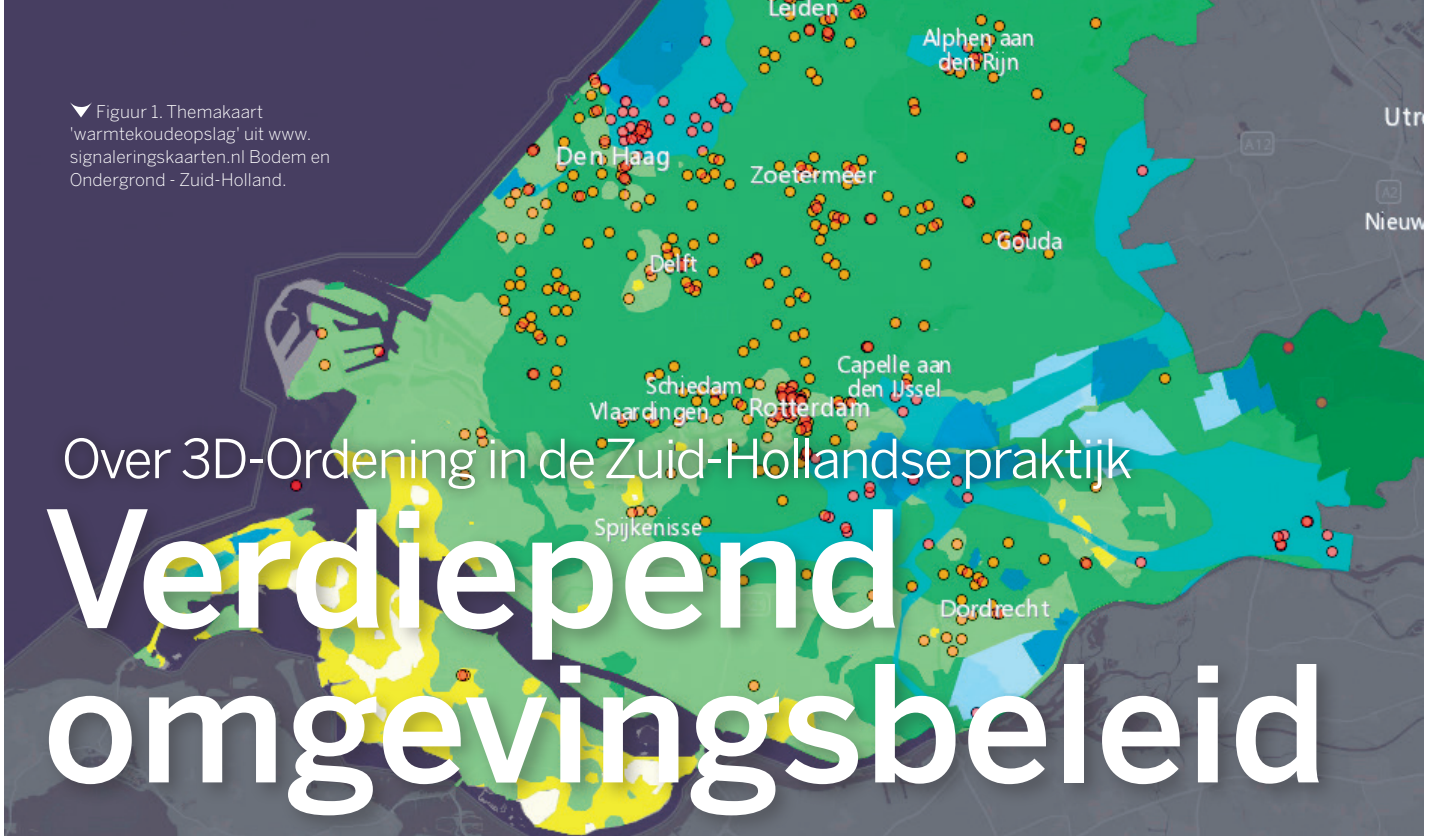 Leiden
Alphen aan
den Rijn
▼ Figuur 1. Themakaart
'warmtekoudeopslag' uit www.
signaleringskaarten.nl Bodem en
Ondergrond - Zuid-Holland.
Utre
A12
Den Haag
Zoetermeer
A2
Nieuw
Gouda
Delft
Capelle aan
den IJssel
Schiedam
Vlaardingen
Rotterdam
Over 3D-Ordening in de Zuid-Hollandse praktijk
Spijkenisse
Verdiepend
Dordrecht
omgevingsbeleid